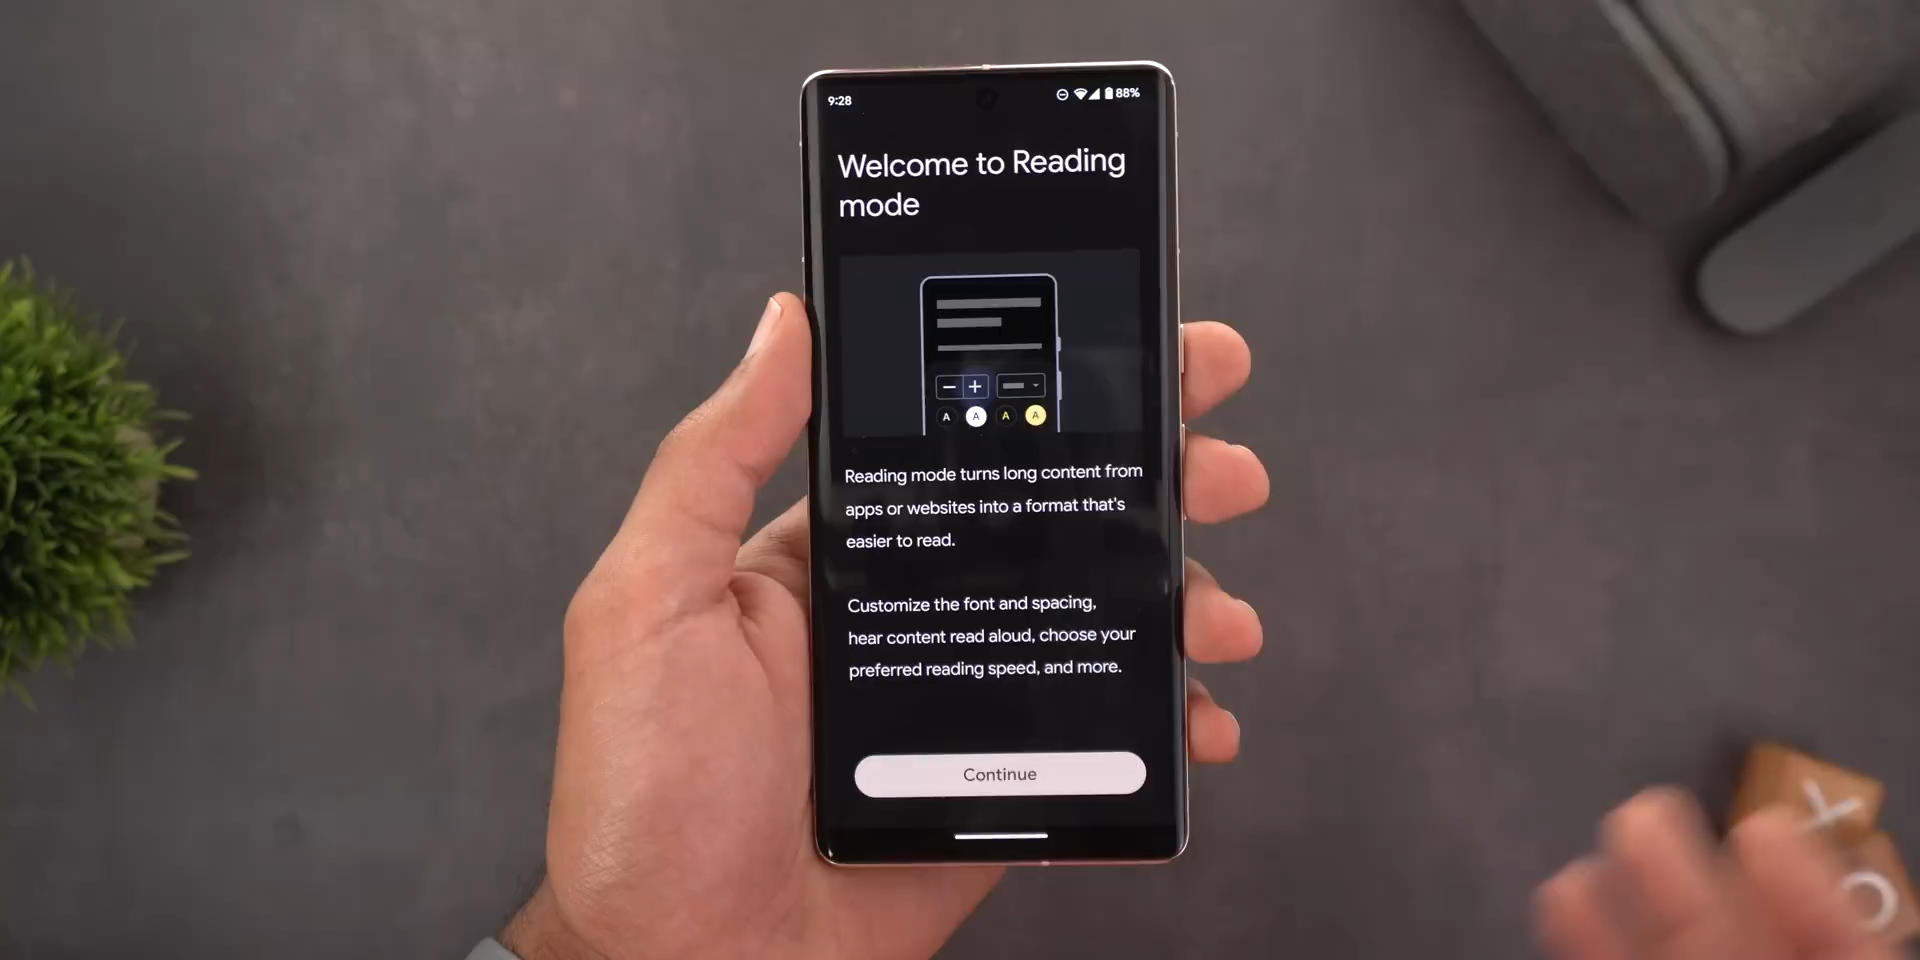 9:28
88%
Welcome to Reading
mode
A A A A
Reading mode turns long content from
apps or websites into a format that's
easier to read.
Customize the font and spacing,
hear content read aloud, choose your
preferred reading speed, and more.
Continue
X
O